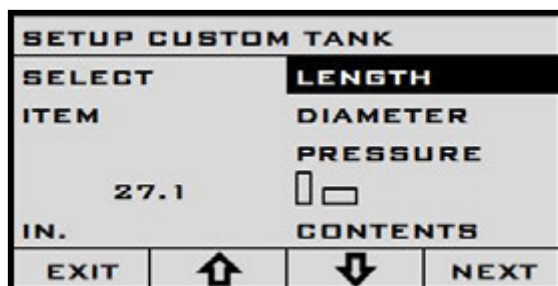 SETUP CUSTOM TANK
SELECT LENGTH
ITEM DIAMETER
PRESSURE
27.1
IN. CONTENTS
EXIT NEXT